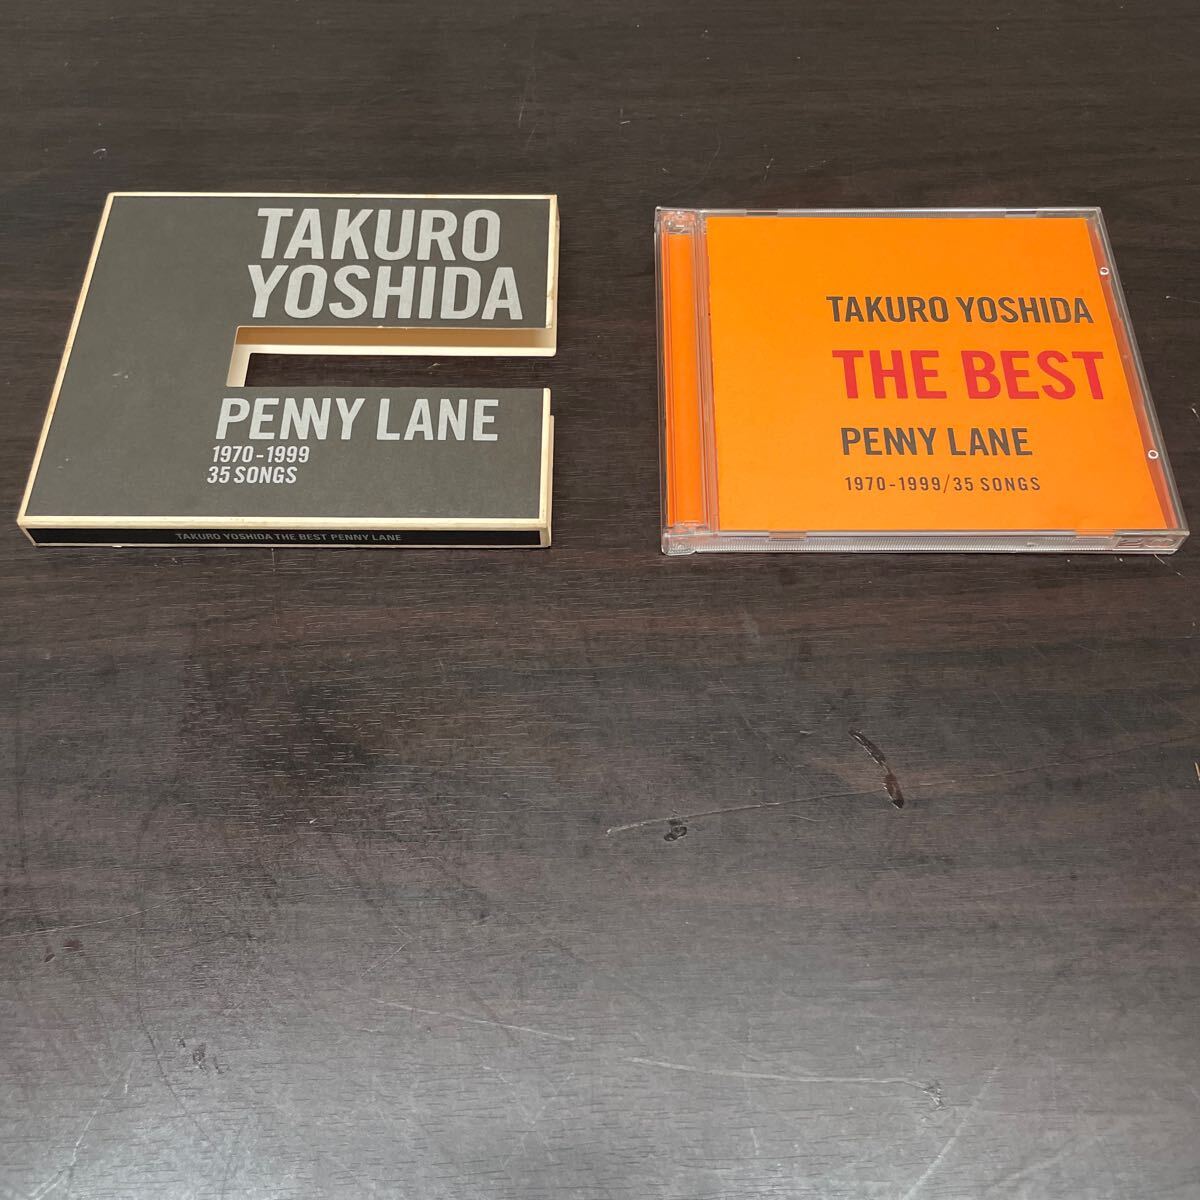 TAKURO
YOSHIDA
PENNY LANE
1970-1999
35 SONGS
TAKURO YOSHIDA THE BEST PENNY LANE
TAKURO YOSHIDA
THE BEST
PENNY LANE
1970-1999/35 SONGS